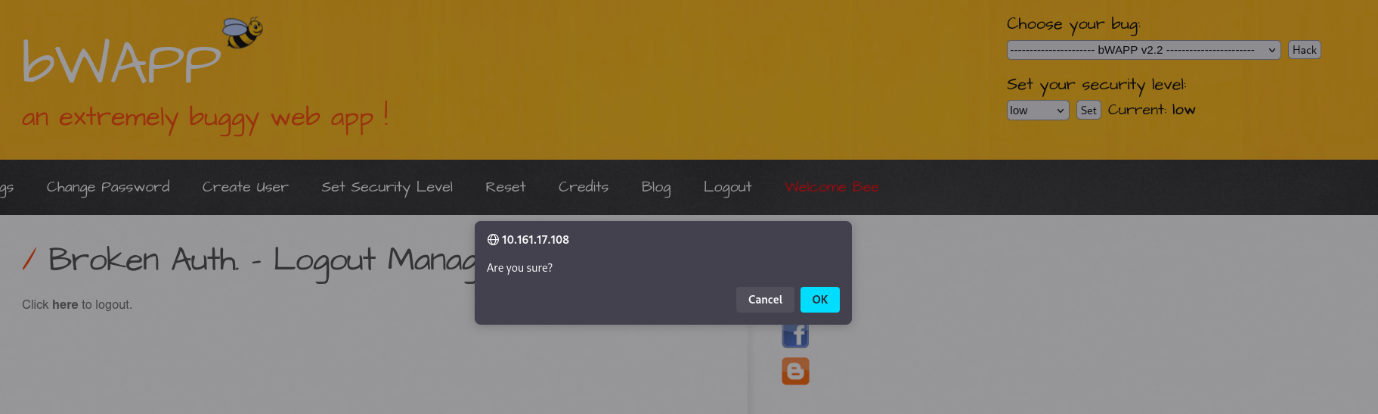 bWAPP
an extremely buggy web app !
Choose your bug:
---------------------- bWAPP v2.2 ---------------------- Hack
Set your security level:
low Set Current: low
gs Change Password Create User Set Security Level Reset Credits Blog Logout Welcome Bee
/ Broken Auth. - Logout Manag
Click here to logout.
10.161.17.108
Are you sure?
Cancel OK